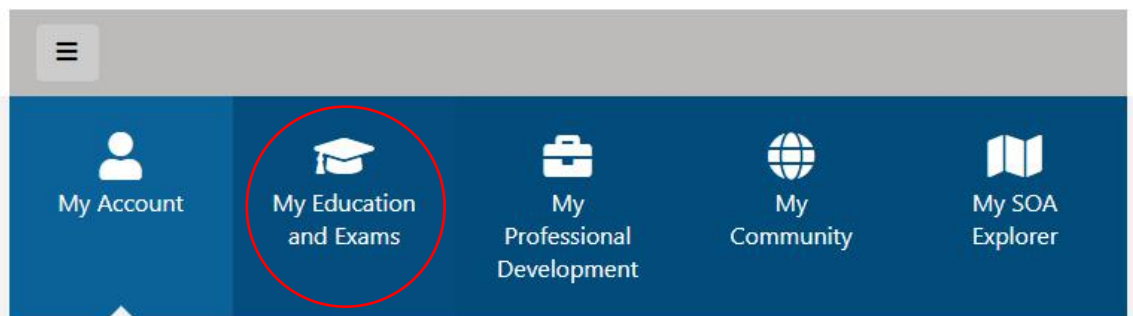 My Account
My Education
and Exams
My
Professional
Development
My
Community
My SOA
Explorer